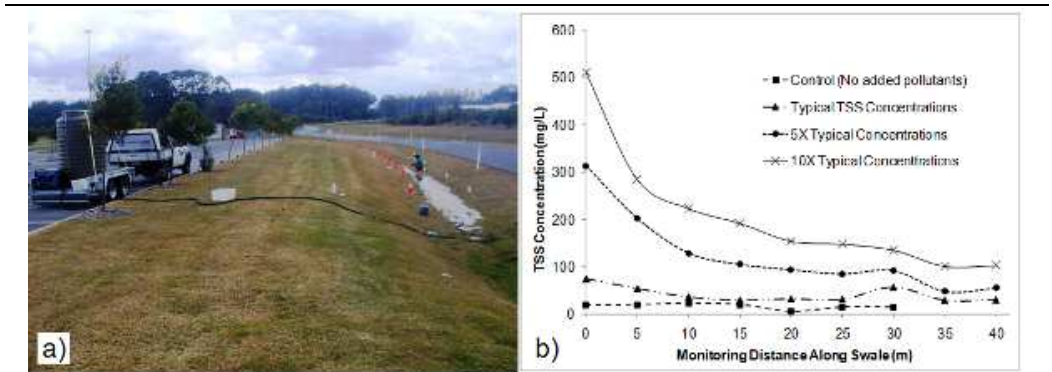 a)
600
500
400
300
200
100
0
TSS Concentration(mg/L)
Control (No added pollutants)
Typical TSS Concentrations
5X Typical Concentrations
10X Typical Concentrations
0 5 10 15 20 25 30 35 40
Monitoring Distance Along Swale (m)
b)